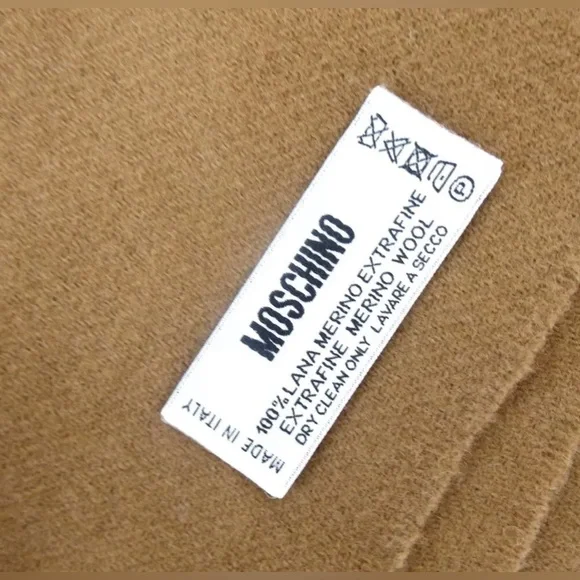 MOSCHINO
100% LANA MERINO EXTRAFINE
EXTRAFINE MERINO WOOL
DRY CLEAN ONLY LAVARE A SECCO
P
MADE IN ITALY